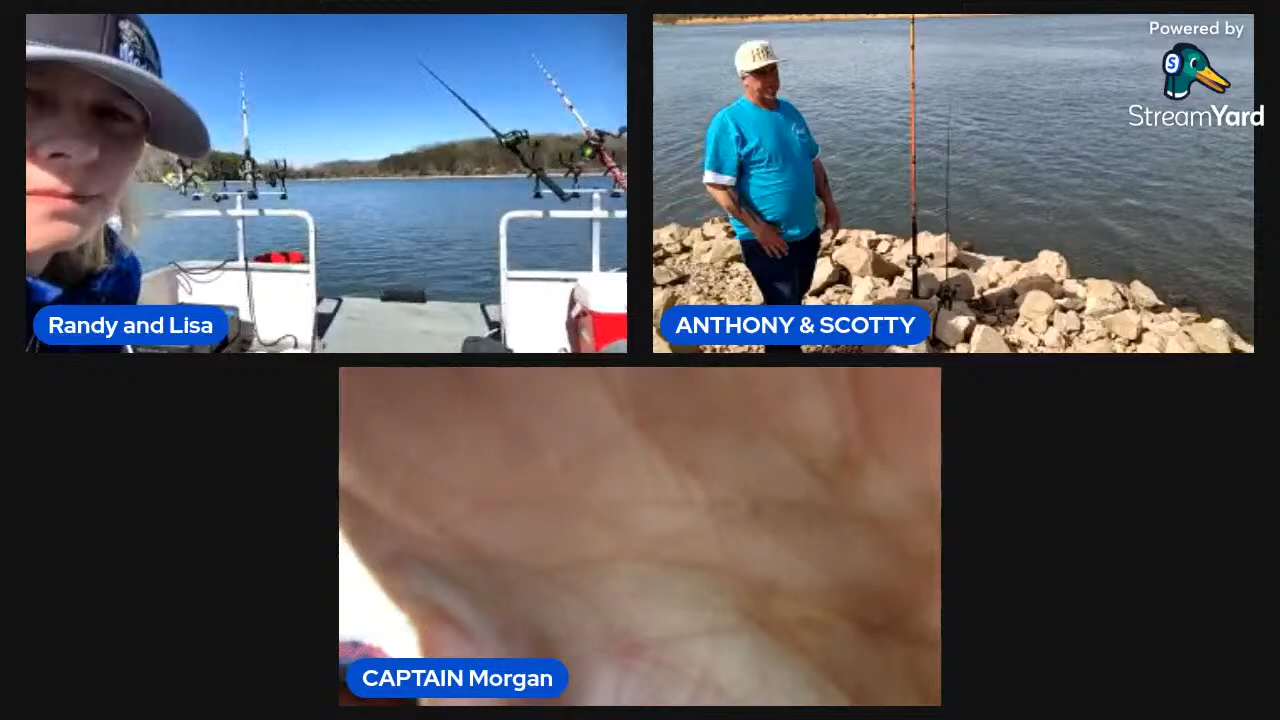 Powered by
S
StreamYard
Randy and Lisa
ANTHONY & SCOTTY
CAPTAIN Morgan